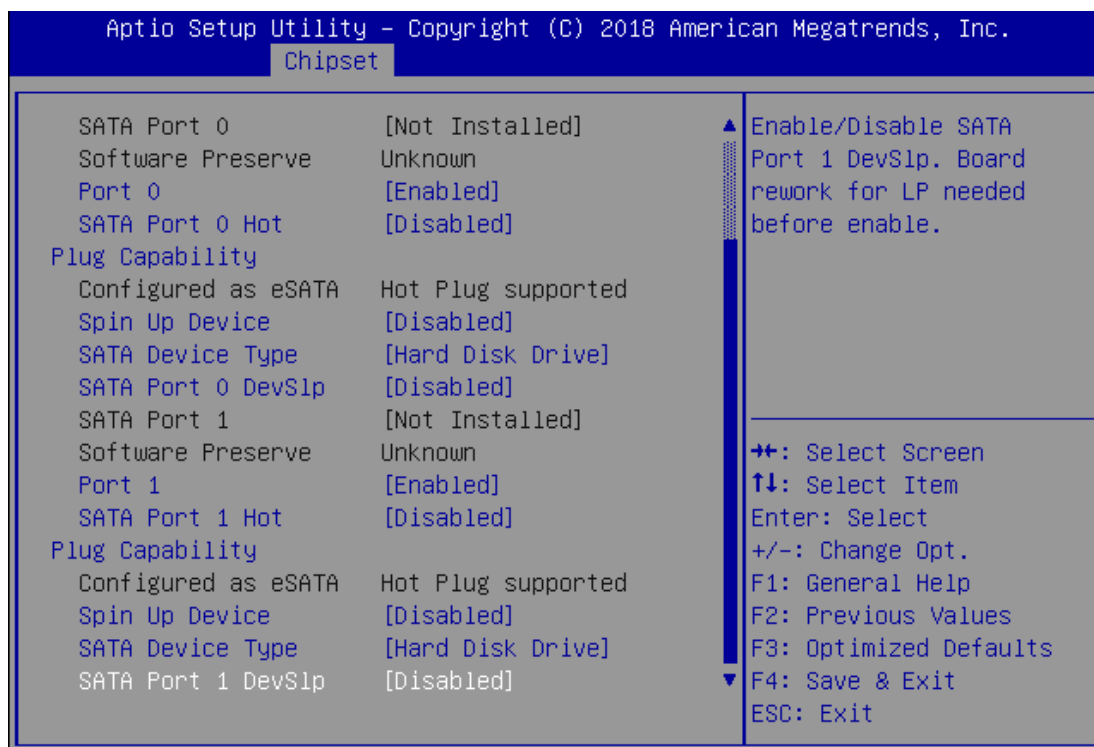 Aptio Setup Utility – Copyright (C) 2018 American Megatrends, Inc.
Chipset
SATA Port 0 [Not Installed]
Software Preserve Unknown
Port 0 [Enabled]
SATA Port 0 Hot [Disabled]
Plug Capability
Configured as eSATA Hot Plug supported
Spin Up Device [Disabled]
SATA Device Type [Hard Disk Drive]
SATA Port 0 DevSlp [Disabled]
SATA Port 1 [Not Installed]
Software Preserve Unknown
Port 1 [Enabled]
SATA Port 1 Hot [Disabled]
Plug Capability
Configured as eSATA Hot Plug supported
Spin Up Device [Disabled]
SATA Device Type [Hard Disk Drive]
SATA Port 1 DevSlp [Disabled]
Enable/Disable SATA
Port 1 DevSlp. Board
rework for LP needed
before enable.
→←: Select Screen
↑↓: Select Item
Enter: Select
+/-: Change Opt.
F1: General Help
F2: Previous Values
F3: Optimized Defaults
F4: Save & Exit
ESC: Exit